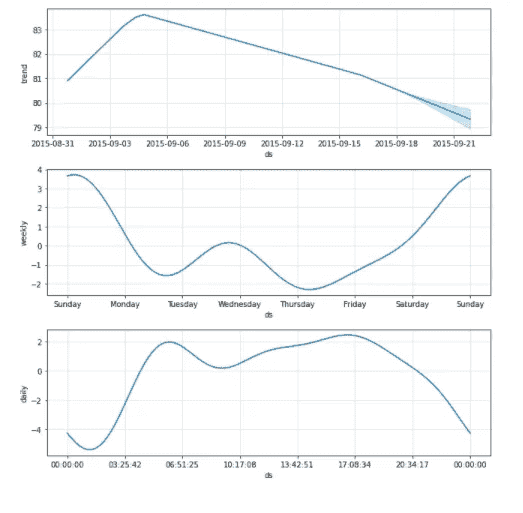 83
82
81
80
79
trend
2015-08-31 2015-09-03 2015-09-06 2015-09-09 2015-09-12 2015-09-15 2015-09-18 2015-09-21
ds
4
3
2
1
0
−1
−2
weekly
Sunday Monday Tuesday Wednesday Thursday Friday Saturday Sunday
ds
2
0
−2
−4
daily
00:00:00 03:25:42 06:51:25 10:17:08 13:42:51 17:08:34 20:34:17 00:00:00
ds